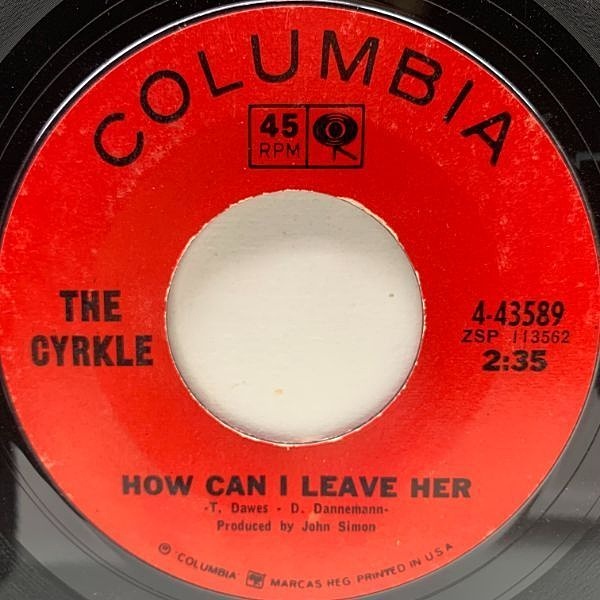 COLUMBIA
45
RPM
THE
CYRKLE
4-43589
ZSP 113562
2:35
HOW CAN I LEAVE HER
-T. Dawes - D. Dannemann-
Produced by John Simon
℗ "COLUMBIA" MARCAS REG. PRINTED IN U.S.A.